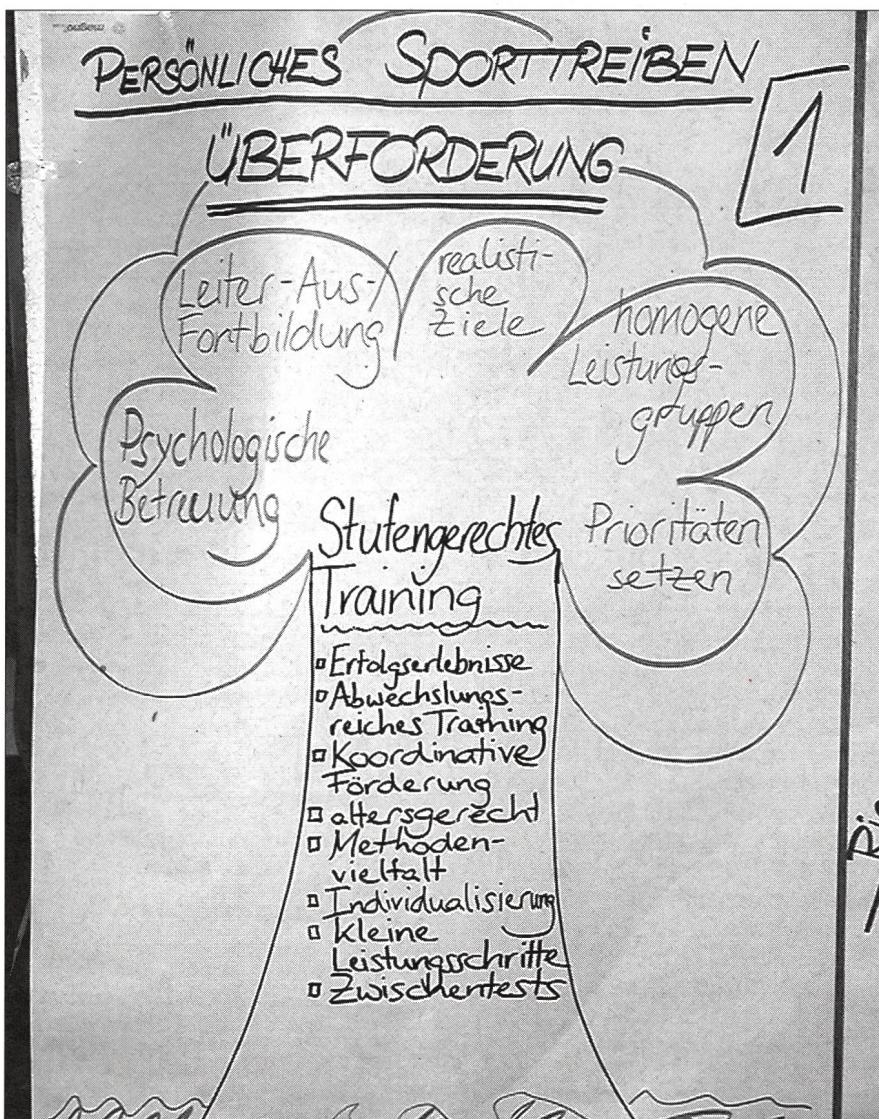 PERSÖNLICHES SPORTTREIBEN
1
ÜBERFORDERUNG
Leiter-Aus-/
Fortbildung
realisti-
sche
Ziele
homogene
Leistungs-
gruppen
Psychologische
Betreuung
Prioritäten
setzen
Stufengerechtes
Training
Erfolgserlebnisse
Abwechslungs-
reiches Training
Koordinative
Förderung
altersgerecht
Methoden-
vielfalt
Individualisierung
kleine
Leistungsschritte
Zwischentests